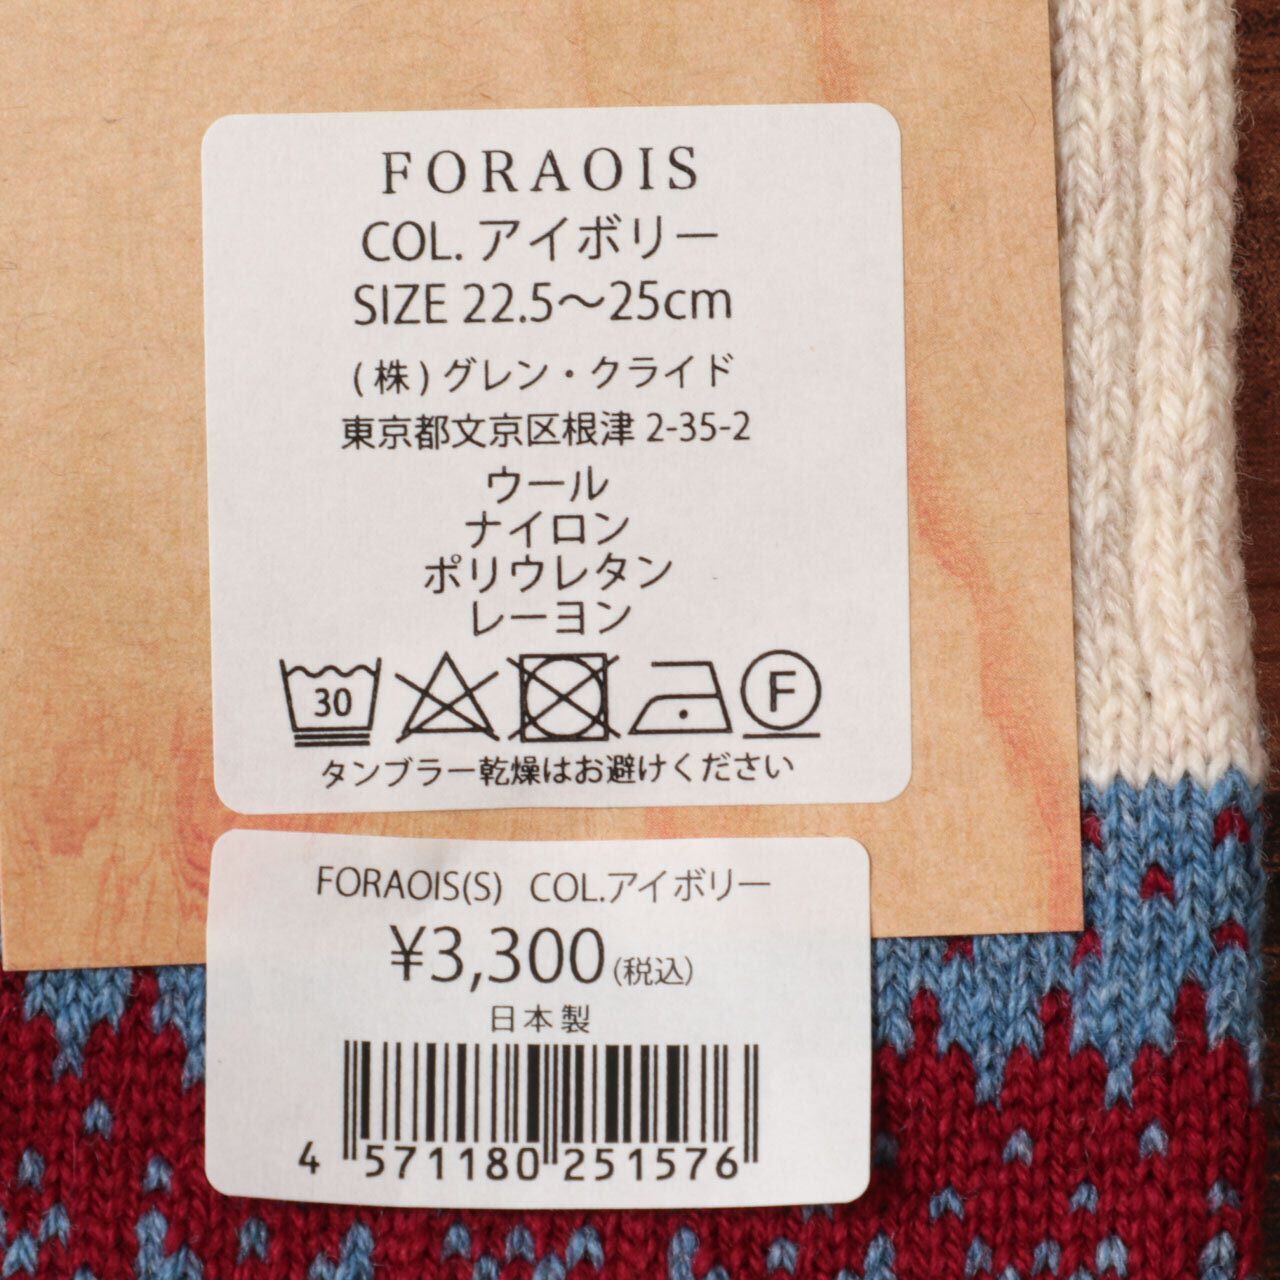 FORAOIS
COL. アイボリー
SIZE 22.5～25cm
(株)グレン・クライド
東京都文京区根津 2-35-2
ウール
ナイロン
ポリウレタン
レーヨン
30 F
タンブラー乾燥はお避けください
FORAOIS(S) COL.アイボリー
¥3,300(税込)
日本製
4 571180 251576